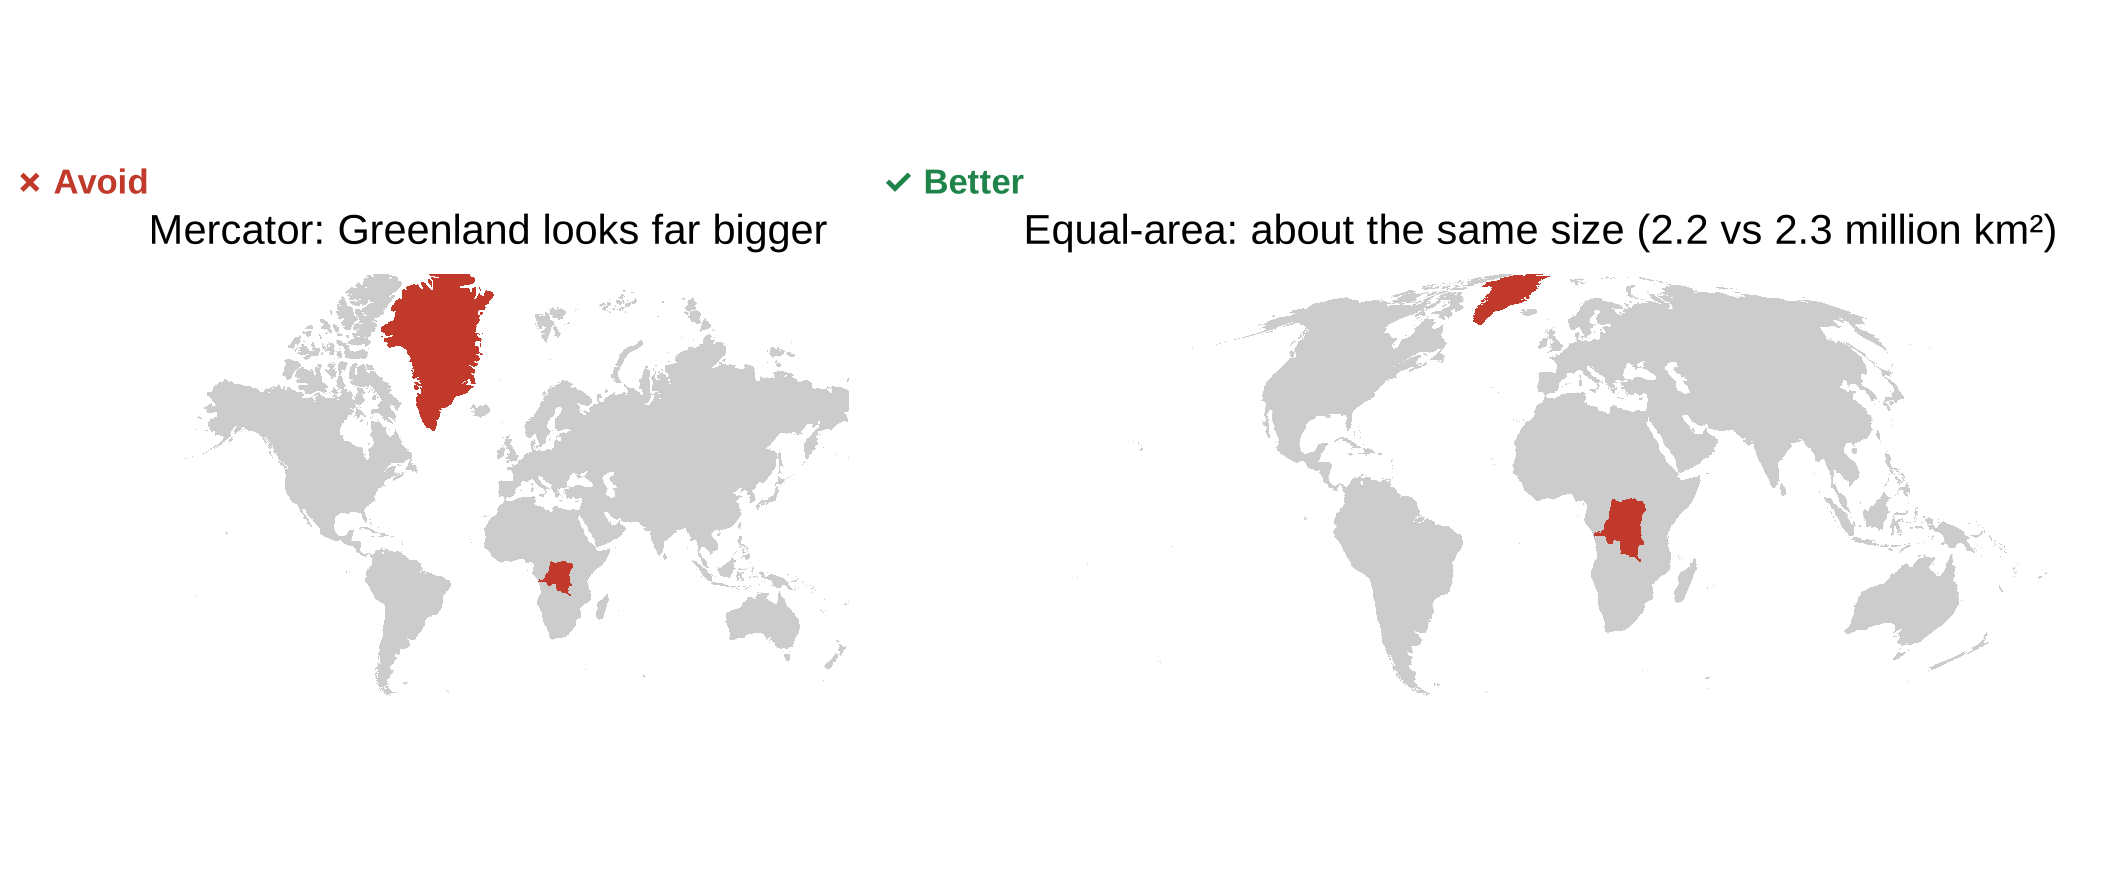 Avoid
Mercator: Greenland looks far bigger
Better
Equal-area: about the same size (2.2 vs 2.3 million km²)